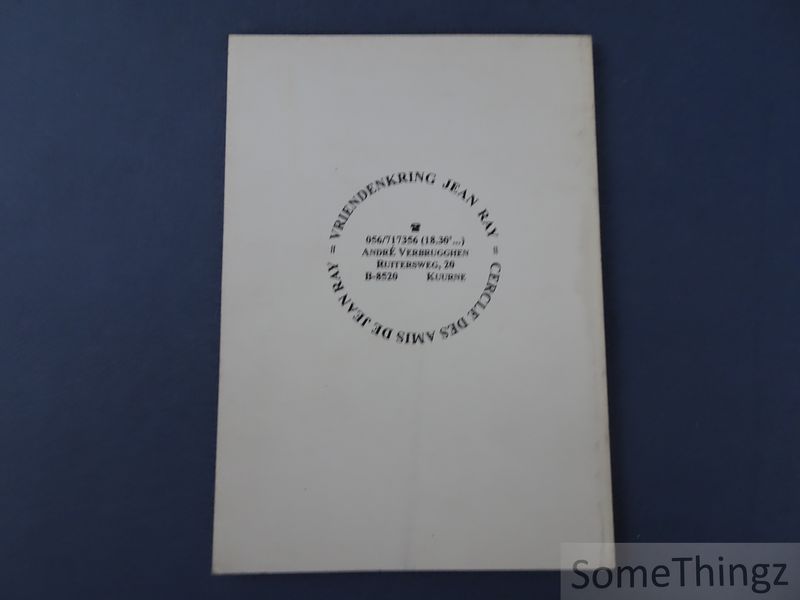 VRIENDENKRING JEAN RAY = CERCLE DES AMIS DE JEAN RAY =
☎
056/717356 (18.30'...)
ANDRÉ VERBRUGGHEN
RUITERSWEG, 20
B-8520 KUURNE
SomeThingz